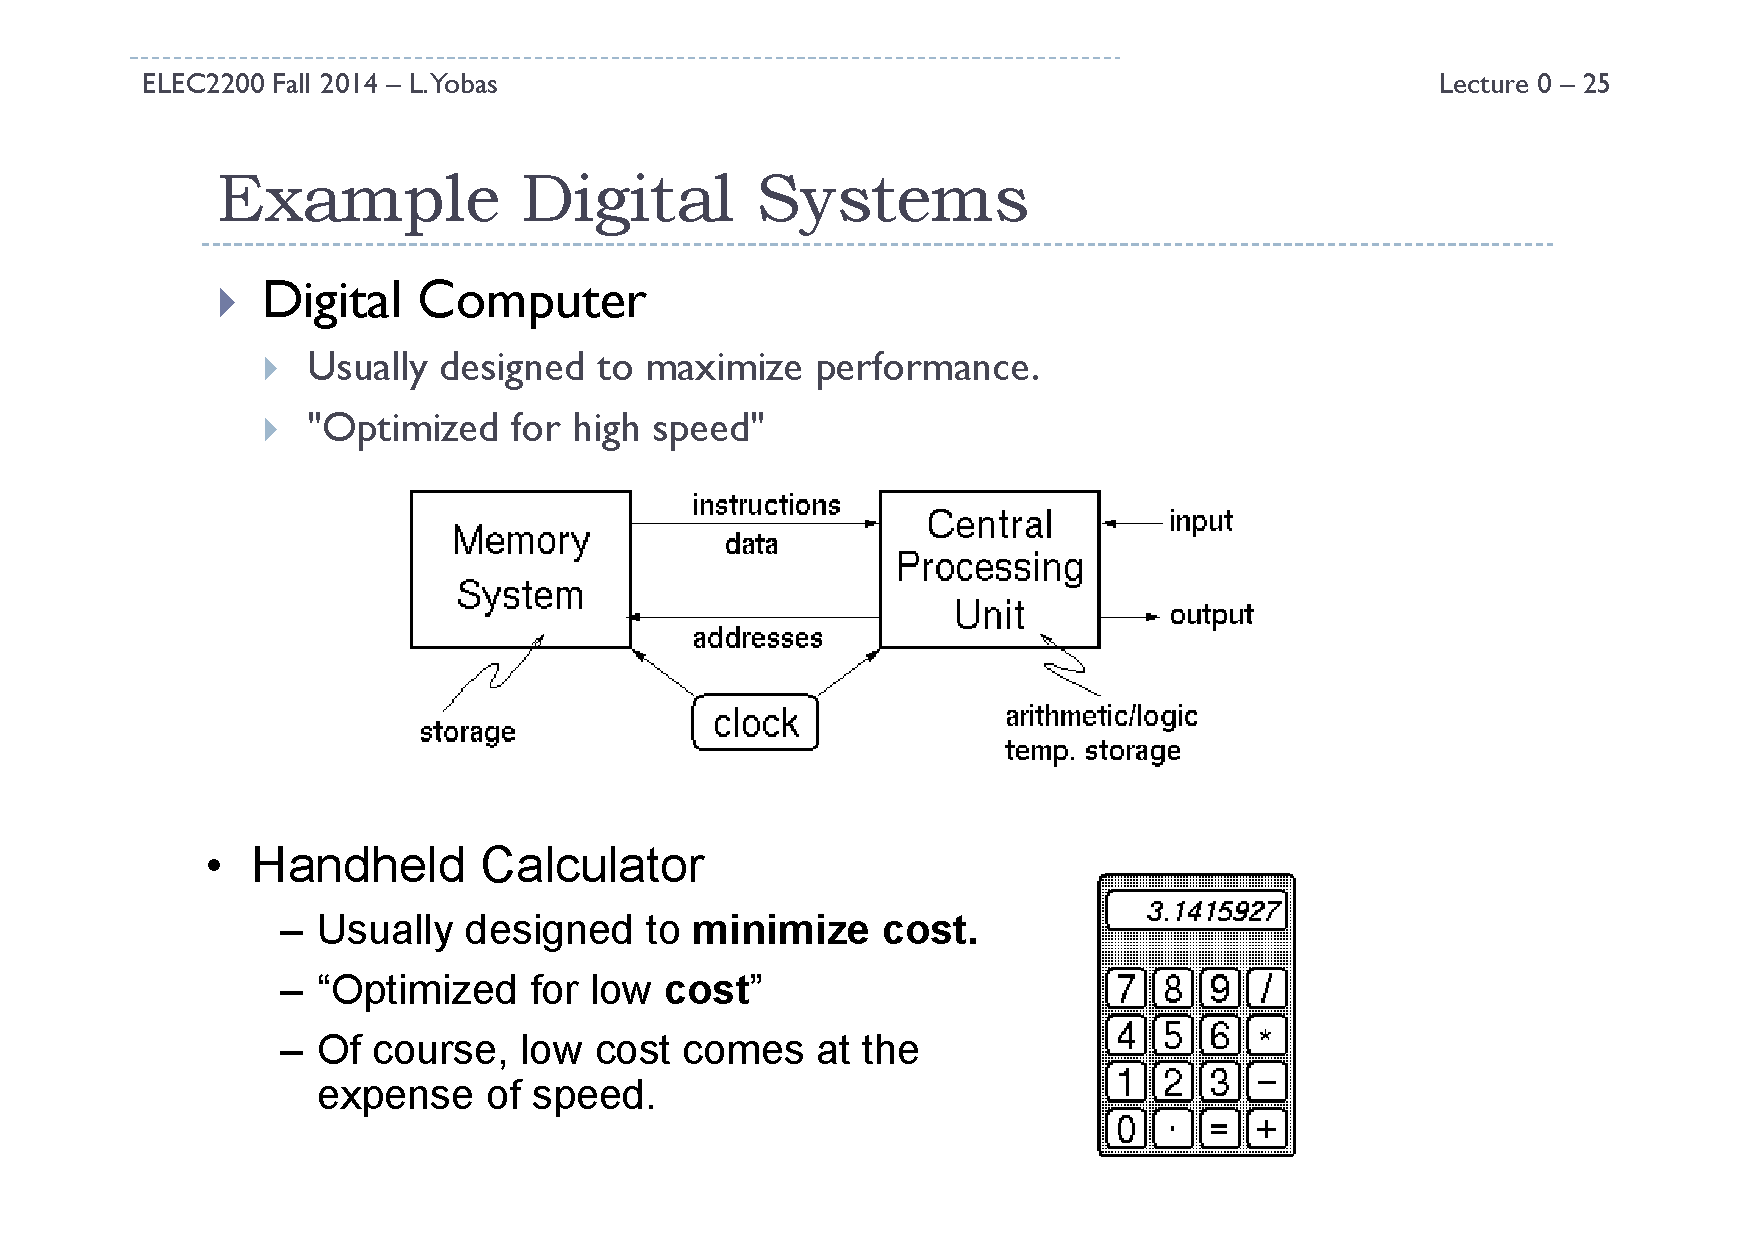 ELEC2200 Fall 2014 – L. Yobas
Lecture 0 – 25
Example Digital Systems
Digital Computer
Usually designed to maximize performance.
"Optimized for high speed"
Memory
System
instructions
data
addresses
Central
Processing
Unit
input
output
storage
clock
arithmetic/logic
temp. storage
• Handheld Calculator
– Usually designed to minimize cost.
– “Optimized for low cost”
– Of course, low cost comes at the
expense of speed.
3.1415927
7 8 9 /
4 5 6 *
1 2 3 –
0 . = +